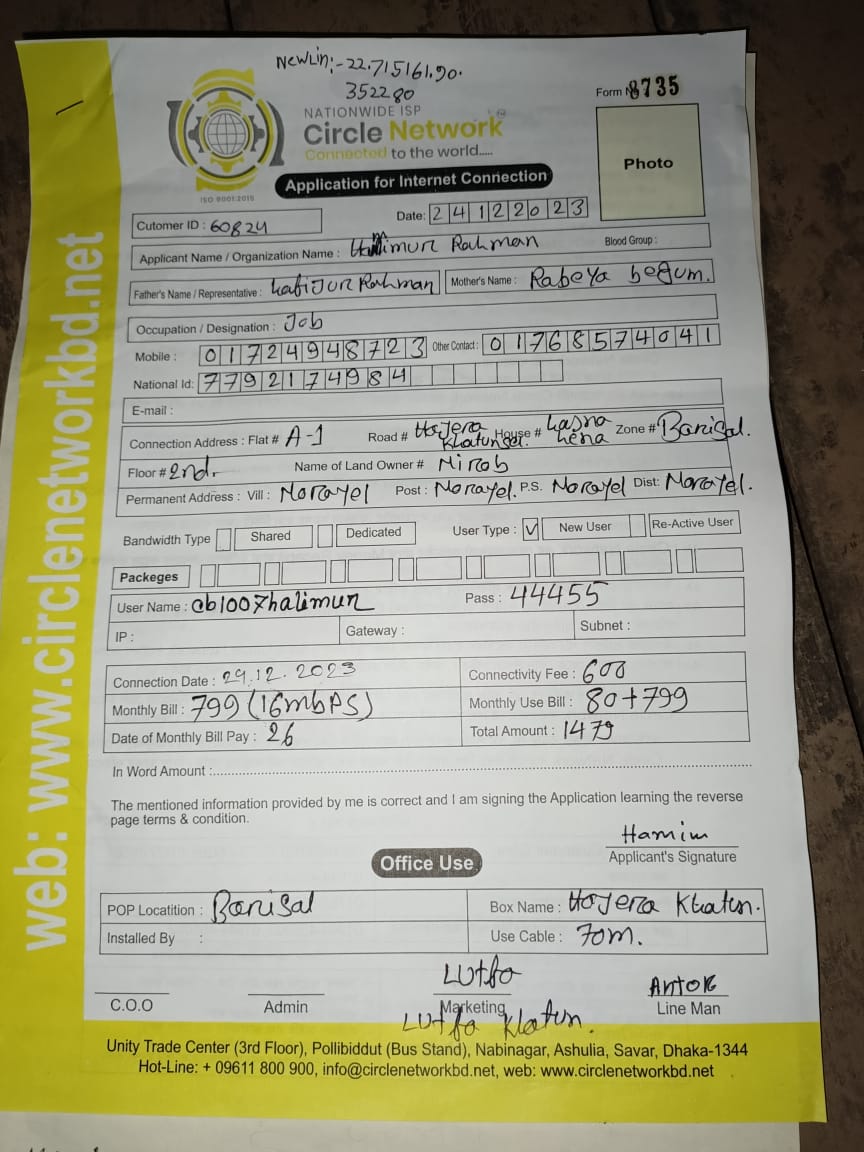 NewLin:-22.715161.90.
352280
Form No 8735
NATIONWIDE ISP
Circle Network
Connected to the world.....
ISO 9001:2015
Application for Internet Connection
Photo
Cutomer ID : 60824
Date: 24122023
Applicant Name / Organization Name : Rahman Blood Group :
Father's Name / Representative : Rahman Mother's Name : Rabeya begum.
Occupation / Designation : Job
Mobile : 01724948723 Other Contact : 01768574041
National Id: 7792174984
E-mail :
Connection Address : Flat # A-1 Road # Hojera Khatun House # hasna hena Zone # Barisal.
Floor # 2nd. Name of Land Owner # Nirob
Permanent Address : Vill : Norayel Post : Norayel. P.S. Norayel Dist: Norayel.
Bandwidth Type Shared Dedicated User Type : ✓ New User Re-Active User
Packeges
User Name : cb1007halimur Pass : 44455
IP : Gateway : Subnet :
Connection Date : 29.12.2023 Connectivity Fee : 600
Monthly Bill : 799 (16mbps) Monthly Use Bill : 80+799
Date of Monthly Bill Pay : 26 Total Amount : 1479
In Word Amount :
The mentioned information provided by me is correct and I am signing the Application learning the reverse
page terms & condition.
Hamim
Applicant's Signature
Office Use
POP Locatition : Barisal Box Name : Hojera Khatun.
Installed By : Use Cable : 70m.
C.O.O Admin Lutfa Marketing Antor Line Man
Lutfa Khatun.
Unity Trade Center (3rd Floor), Pollibiddut (Bus Stand), Nabinagar, Ashulia, Savar, Dhaka-1344
Hot-Line: + 09611 800 900, info@circlenetworkbd.net, web: www.circlenetworkbd.net
web: www.circlenetworkbd.net